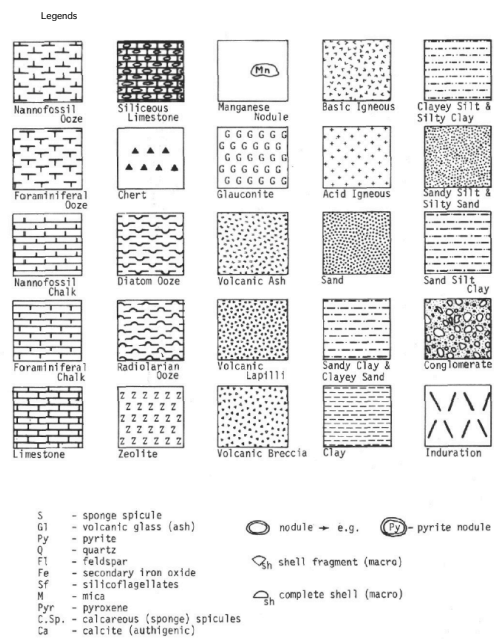 Legends
Nannofossil Ooze
Siliceous Limestone
Mn
Manganese Nodule
Basic Igneous
Clayey Silt & Silty Clay
Foraminiferal Ooze
Chert
G G G G G G
G G G G G
G G G G G G
G G G G G
G G G G G G
Glauconite
Acid Igneous
Sandy Silt & Silty Sand
Nannofossil Chalk
Diatom Ooze
Volcanic Ash
Sand
Sand Silt Clay
Foraminiferal Chalk
Radiolarian Ooze
Volcanic Lapilli
Sandy Clay & Clayey Sand
Conglomerate
Limestone
Z Z Z Z Z Z
Z Z Z Z Z
Z Z Z Z Z Z
Z Z Z Z Z
Z Z Z Z Z Z
Zeolite
Volcanic Breccia
Clay
Induration
S - sponge spicule
Gl - volcanic glass (ash)
Py - pyrite
Q - quartz
Fl - feldspar
Fe - secondary iron oxide
Sf - silicoflagellates
M - mica
Pyr - pyroxene
C.Sp. - calcareous (sponge) spicules
Ca - calcite (authigenic)
nodule → e.g. Py - pyrite nodule
sh shell fragment (macro)
sh complete shell (macro)